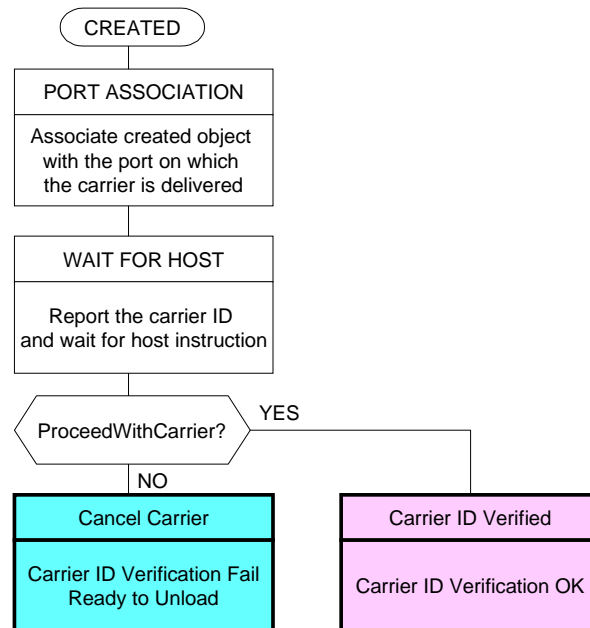 CREATED
PORT ASSOCIATION
Associate created object
with the port on which
the carrier is delivered
WAIT FOR HOST
Report the carrier ID
and wait for host instruction
ProceedWithCarrier?
YES
NO
Cancel Carrier
Carrier ID Verification Fail
Ready to Unload
Carrier ID Verified
Carrier ID Verification OK